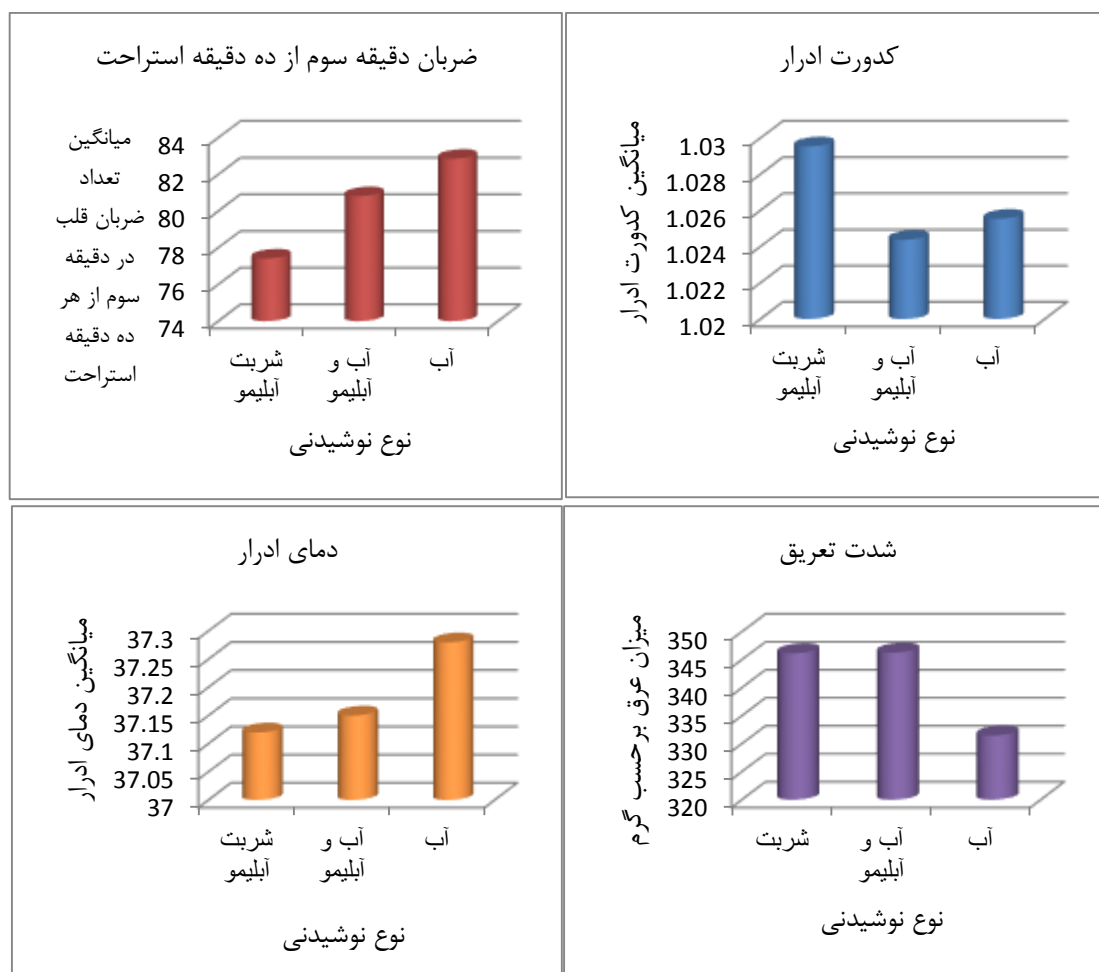 ضربان دقیقه سوم از ده دقیقه استراحت
میانگین
تعداد
ضربان قلب
در دقیقه
سوم از هر
ده دقیقه
استراحت
84
82
80
78
76
74
شربت
آبلیمو
آب و
آبلیمو
آب
نوع نوشیدنی
کدورت ادرار
میانگین کدورت ادرار
1.03
1.028
1.026
1.024
1.022
1.02
شربت
آبلیمو
آب و
آبلیمو
آب
نوع نوشیدنی
دمای ادرار
میانگین دمای ادرار
37.3
37.25
37.2
37.15
37.1
37.05
37
شربت
آبلیمو
آب و
آبلیمو
آب
نوع نوشیدنی
شدت تعریق
میزان عرق برحسب گرم
350
345
340
335
330
325
320
شربت
آب و
آبلیمو
آب
نوع نوشیدنی